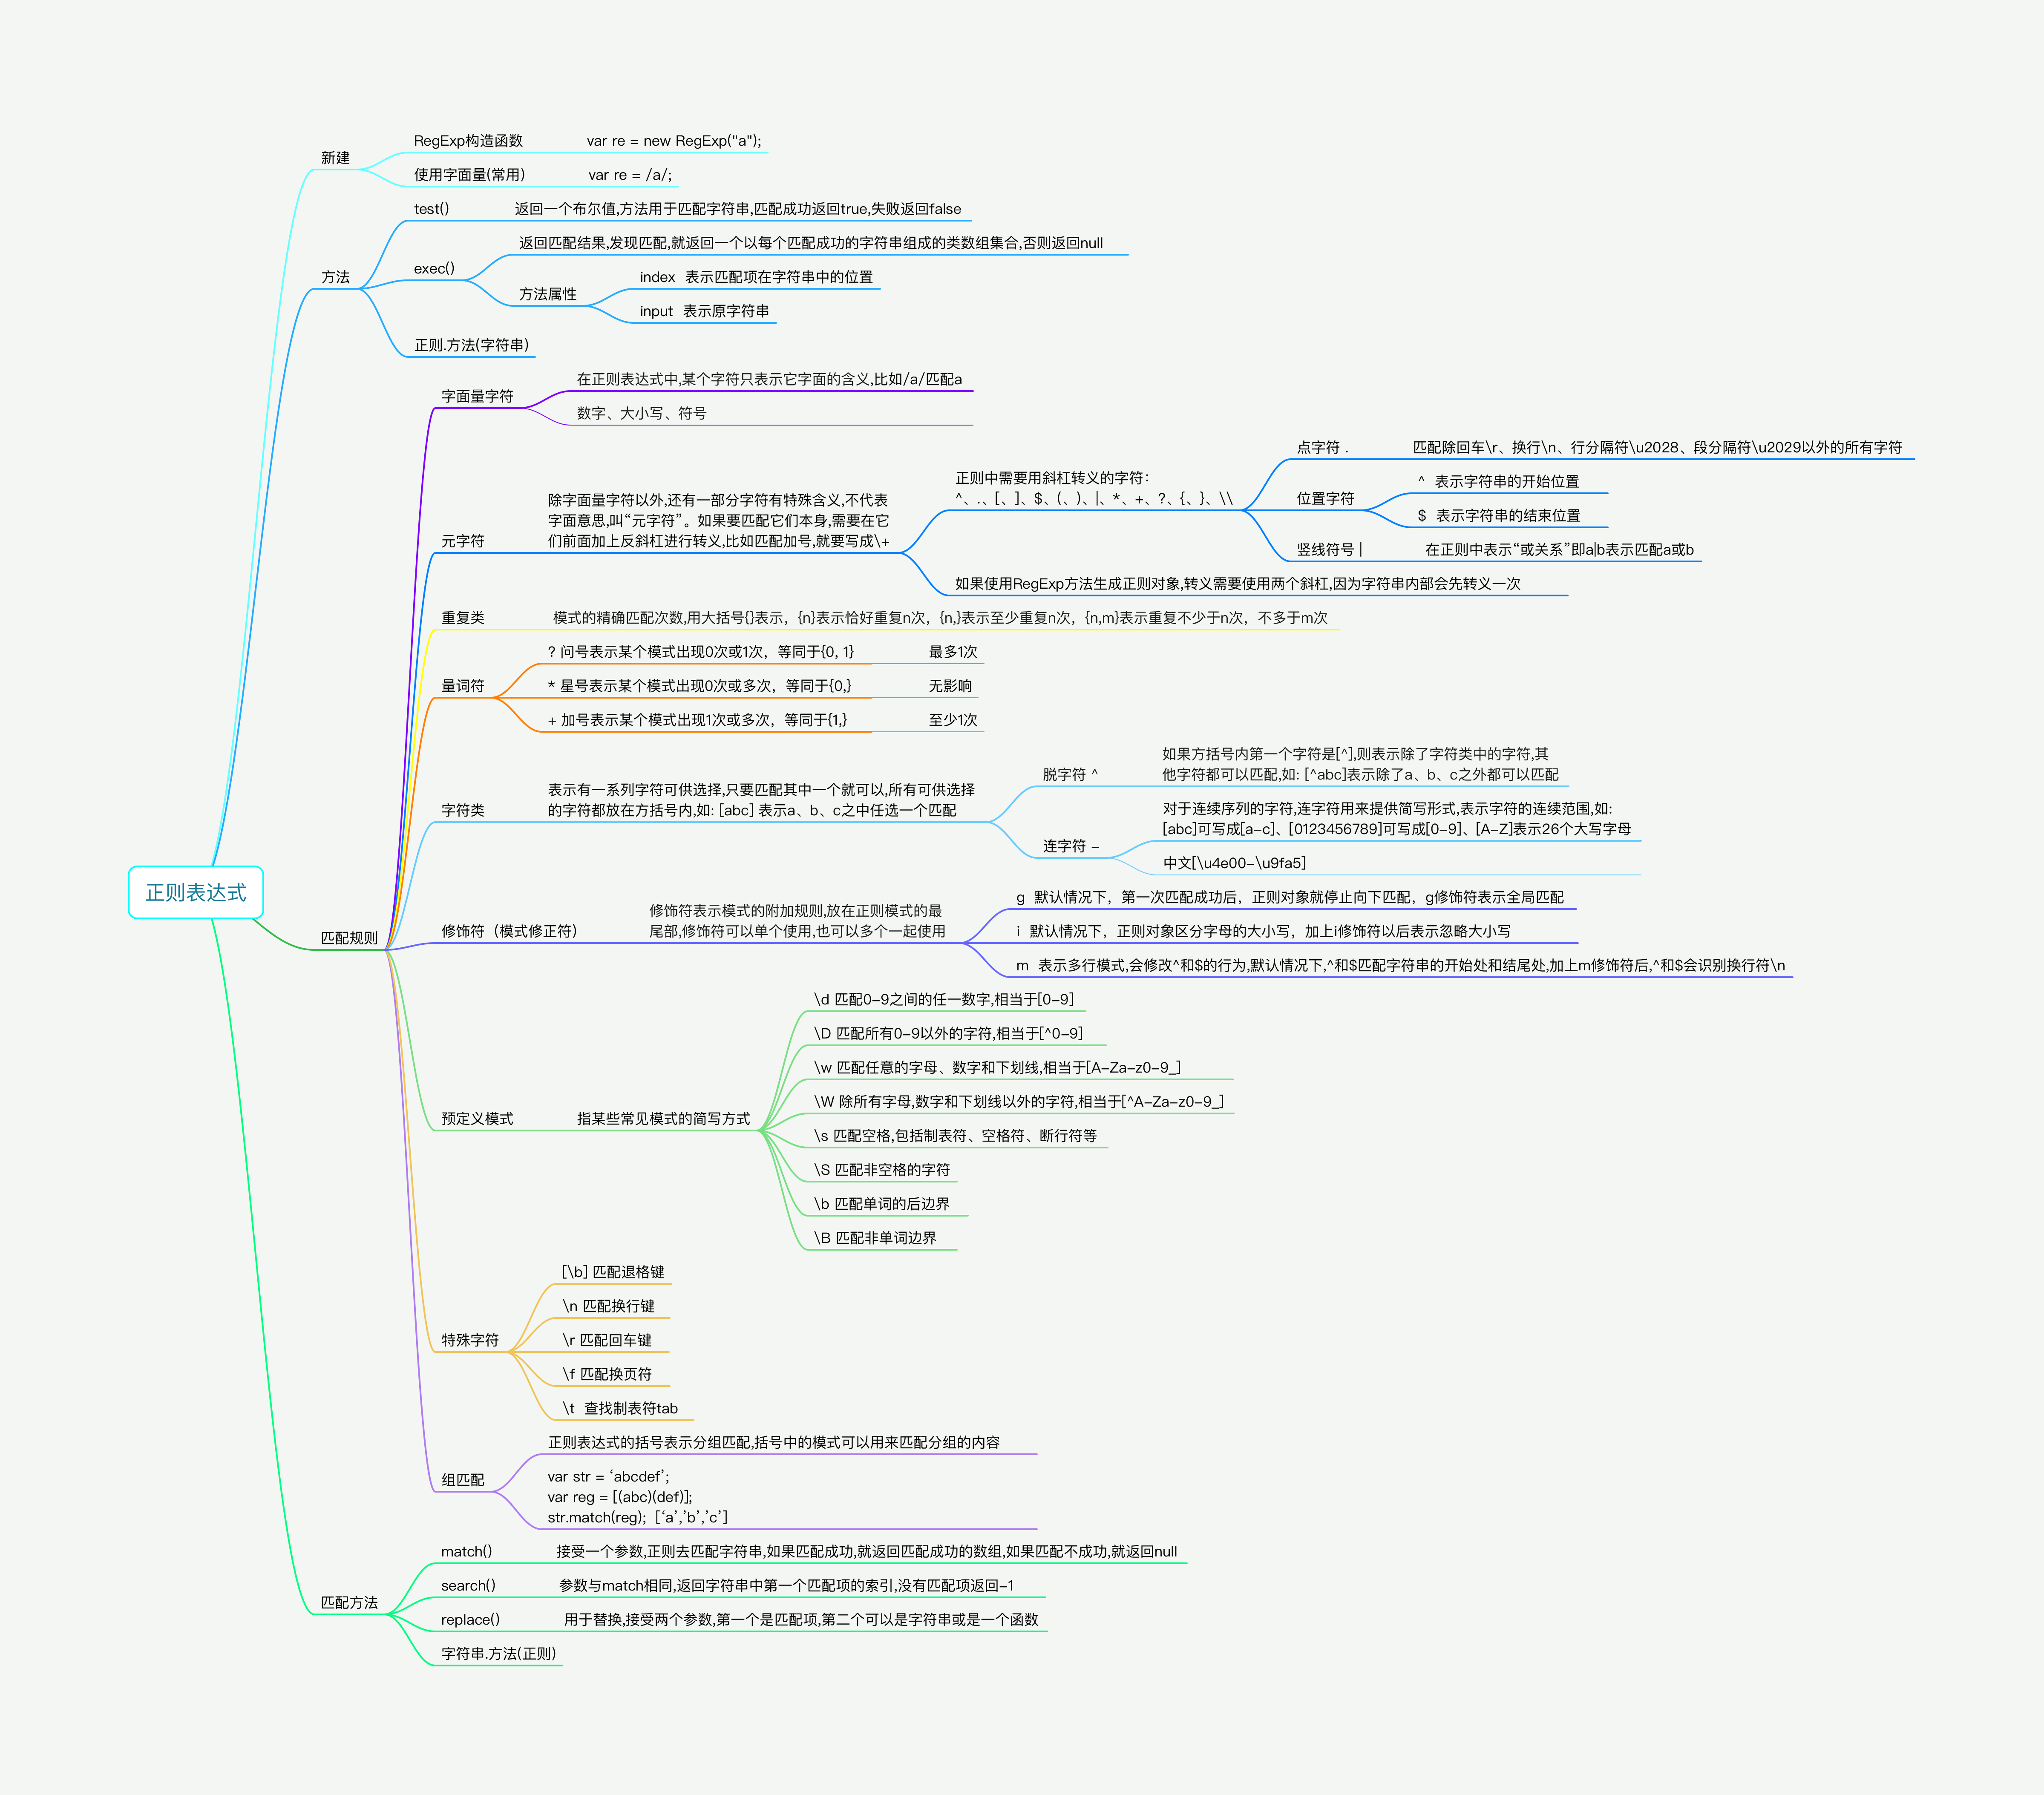 正则表达式
新建
RegExp构造函数
var re = new RegExp("a");
使用字面量(常用)
var re = /a/;
方法
test()
返回一个布尔值,方法用于匹配字符串,匹配成功返回true,失败返回false
exec()
返回匹配结果,发现匹配,就返回一个以每个匹配成功的字符串组成的类数组集合,否则返回null
方法属性
index 表示匹配项在字符串中的位置
input 表示原字符串
正则.方法(字符串)
匹配规则
字面量字符
在正则表达式中,某个字符只表示它字面的含义,比如/a/匹配a
数字、大小写、符号
元字符
除字面量字符以外,还有一部分字符有特殊含义,不代表
字面意思,叫“元字符”。如果要匹配它们本身,需要在它
们前面加上反斜杠进行转义,比如匹配加号,就要写成\+
正则中需要用斜杠转义的字符：
^、.、[、]、$、(、)、|、*、+、?、{、}、\\
点字符 .
匹配除回车\r、换行\n、行分隔符\u2028、段分隔符\u2029以外的所有字符
位置字符
^ 表示字符串的开始位置
$ 表示字符串的结束位置
竖线符号 |
在正则中表示“或关系”即a|b表示匹配a或b
如果使用RegExp方法生成正则对象,转义需要使用两个斜杠,因为字符串内部会先转义一次
重复类
模式的精确匹配次数,用大括号{}表示，{n}表示恰好重复n次，{n,}表示至少重复n次，{n,m}表示重复不少于n次，不多于m次
量词符
? 问号表示某个模式出现0次或1次，等同于{0, 1}
最多1次
* 星号表示某个模式出现0次或多次，等同于{0,}
无影响
+ 加号表示某个模式出现1次或多次，等同于{1,}
至少1次
字符类
表示有一系列字符可供选择,只要匹配其中一个就可以,所有可供选择
的字符都放在方括号内,如: [abc] 表示a、b、c之中任选一个匹配
脱字符 ^
如果方括号内第一个字符是[^],则表示除了字符类中的字符,其
他字符都可以匹配,如: [^abc]表示除了a、b、c之外都可以匹配
连字符 -
对于连续序列的字符,连字符用来提供简写形式,表示字符的连续范围,如:
[abc]可写成[a-c]、[0123456789]可写成[0-9]、[A-Z]表示26个大写字母
中文[\u4e00-\u9fa5]
修饰符（模式修正符）
修饰符表示模式的附加规则,放在正则模式的最
尾部,修饰符可以单个使用,也可以多个一起使用
g 默认情况下，第一次匹配成功后，正则对象就停止向下匹配，g修饰符表示全局匹配
i 默认情况下，正则对象区分字母的大小写，加上i修饰符以后表示忽略大小写
m 表示多行模式,会修改^和$的行为,默认情况下,^和$匹配字符串的开始处和结尾处,加上m修饰符后,^和$会识别换行符\n
预定义模式
指某些常见模式的简写方式
\d 匹配0-9之间的任一数字,相当于[0-9]
\D 匹配所有0-9以外的字符,相当于[^0-9]
\w 匹配任意的字母、数字和下划线,相当于[A-Za-z0-9_]
\W 除所有字母,数字和下划线以外的字符,相当于[^A-Za-z0-9_]
\s 匹配空格,包括制表符、空格符、断行符等
\S 匹配非空格的字符
\b 匹配单词的后边界
\B 匹配非单词边界
特殊字符
[\b] 匹配退格键
\n 匹配换行键
\r 匹配回车键
\f 匹配换页符
\t 查找制表符tab
组匹配
正则表达式的括号表示分组匹配,括号中的模式可以用来匹配分组的内容
var str = ‘abcdef’;
var reg = [(abc)(def)];
str.match(reg); [‘a’,’b’,’c’]
匹配方法
match()
接受一个参数,正则去匹配字符串,如果匹配成功,就返回匹配成功的数组,如果匹配不成功,就返回null
search()
参数与match相同,返回字符串中第一个匹配项的索引,没有匹配项返回-1
replace()
用于替换,接受两个参数,第一个是匹配项,第二个可以是字符串或是一个函数
字符串.方法(正则)